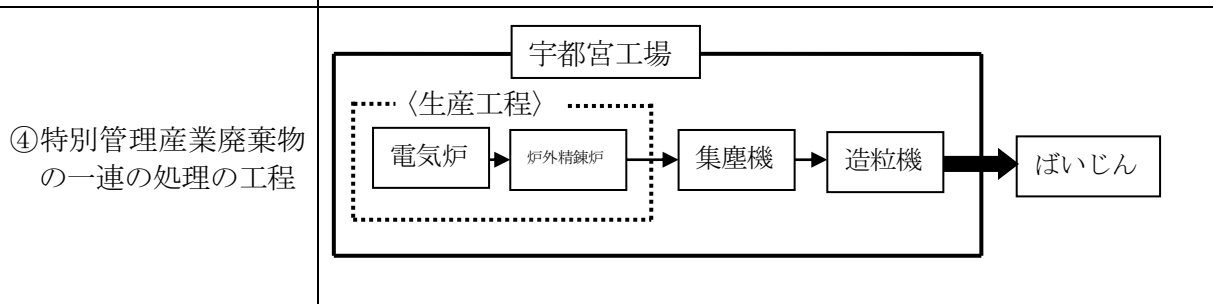 ④特別管理産業廃棄物
の一連の処理の工程
宇都宮工場
〈生産工程〉
電気炉
炉外精錬炉
集塵機
造粒機
ばいじん